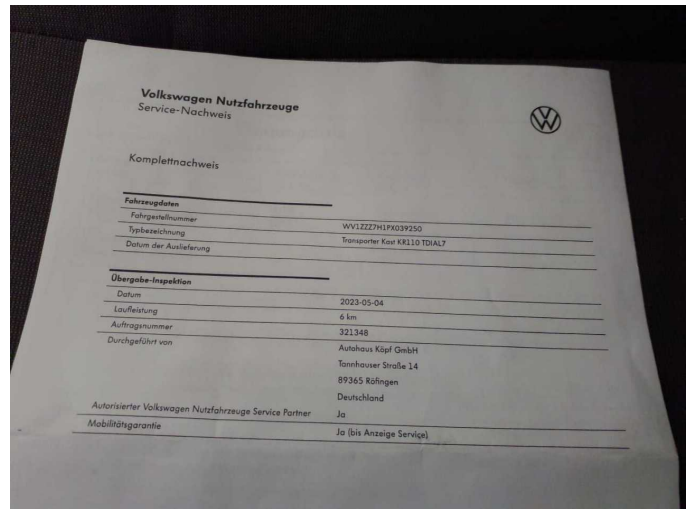 Volkswagen Nutzfahrzeuge
Service-Nachweis
Komplettnachweis
Fahrzeugdaten
Fahrgestellnummer WV1ZZZ7H1PX039250
Typbezeichnung Transporter Kast KR110 TDIAL7
Datum der Auslieferung
Übergabe-Inspektion
Datum 2023-05-04
Laufleistung 6 km
Auftragsnummer 321348
Durchgeführt von Autohaus Köpf GmbH
Tannhauser Straße 14
89365 Röfingen
Deutschland
Autorisierter Volkswagen Nutzfahrzeuge Service Partner Ja
Mobilitätsgarantie Ja (bis Anzeige Service)